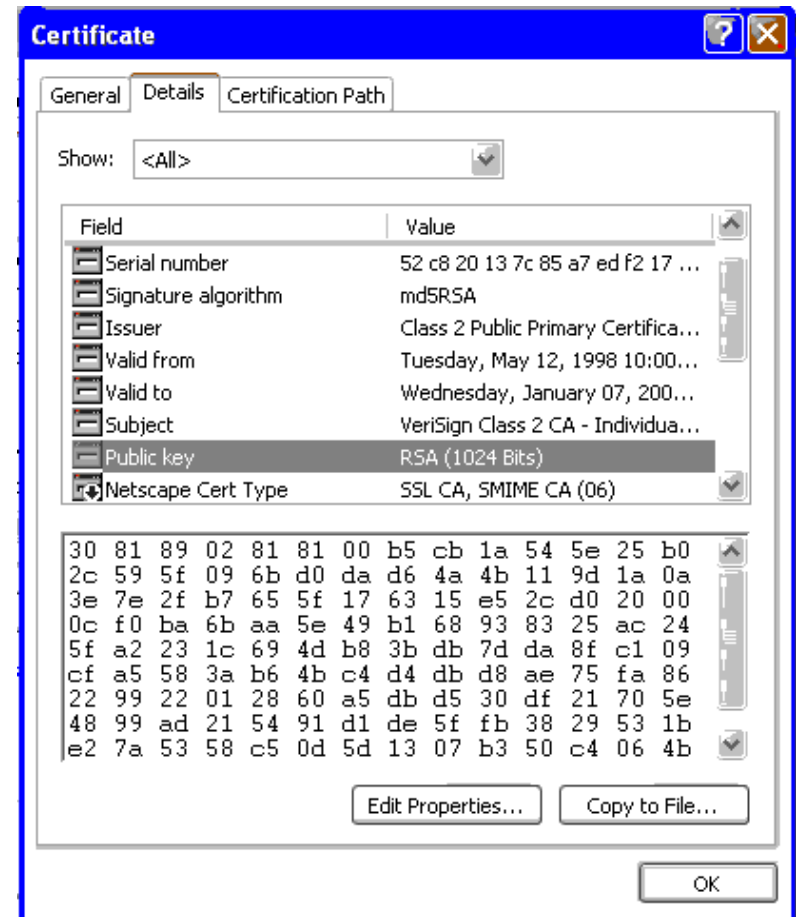 Certificate
General Details Certification Path
Show: <All>
Field Value
Serial number 52 c8 20 13 7c 85 a7 ed f2 17 ...
Signature algorithm md5RSA
Issuer Class 2 Public Primary Certifica...
Valid from Tuesday, May 12, 1998 10:00...
Valid to Wednesday, January 07, 200...
Subject VeriSign Class 2 CA - Individua...
Public key RSA (1024 Bits)
Netscape Cert Type SSL CA, SMIME CA (06)
30 81 89 02 81 81 00 b5 cb 1a 54 5e 25 b0
2c 59 5f 09 6b d0 da d6 4a 4b 11 9d 1a 0a
3e 7e 2f b7 65 5f 17 63 15 e5 2c d0 20 00
0c f0 ba 6b aa 5e 49 b1 68 93 83 25 ac 24
5f a2 23 1c 69 4d b8 3b db 7d da 8f c1 09
cf a5 58 3a b6 4b c4 d4 db d8 ae 75 fa 86
22 99 22 01 28 60 a5 db d5 30 df 21 70 5e
48 99 ad 21 54 91 d1 de 5f fb 38 29 53 1b
e2 7a 53 58 c5 0d 5d 13 07 b3 50 c4 06 4b
Edit Properties... Copy to File...
OK